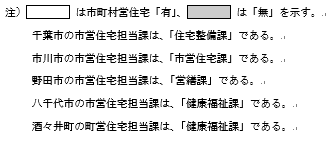 注） は市町村営住宅「有」、 は「無」を示す。
千葉市の市営住宅担当課は、「住宅整備課」である。
市川市の市営住宅担当課は、「市営住宅課」である。
野田市の市営住宅担当課は、「営繕課」である。
八千代市の市営住宅担当課は、「健康福祉課」である。
酒々井町の町営住宅担当課は、「健康福祉課」である。